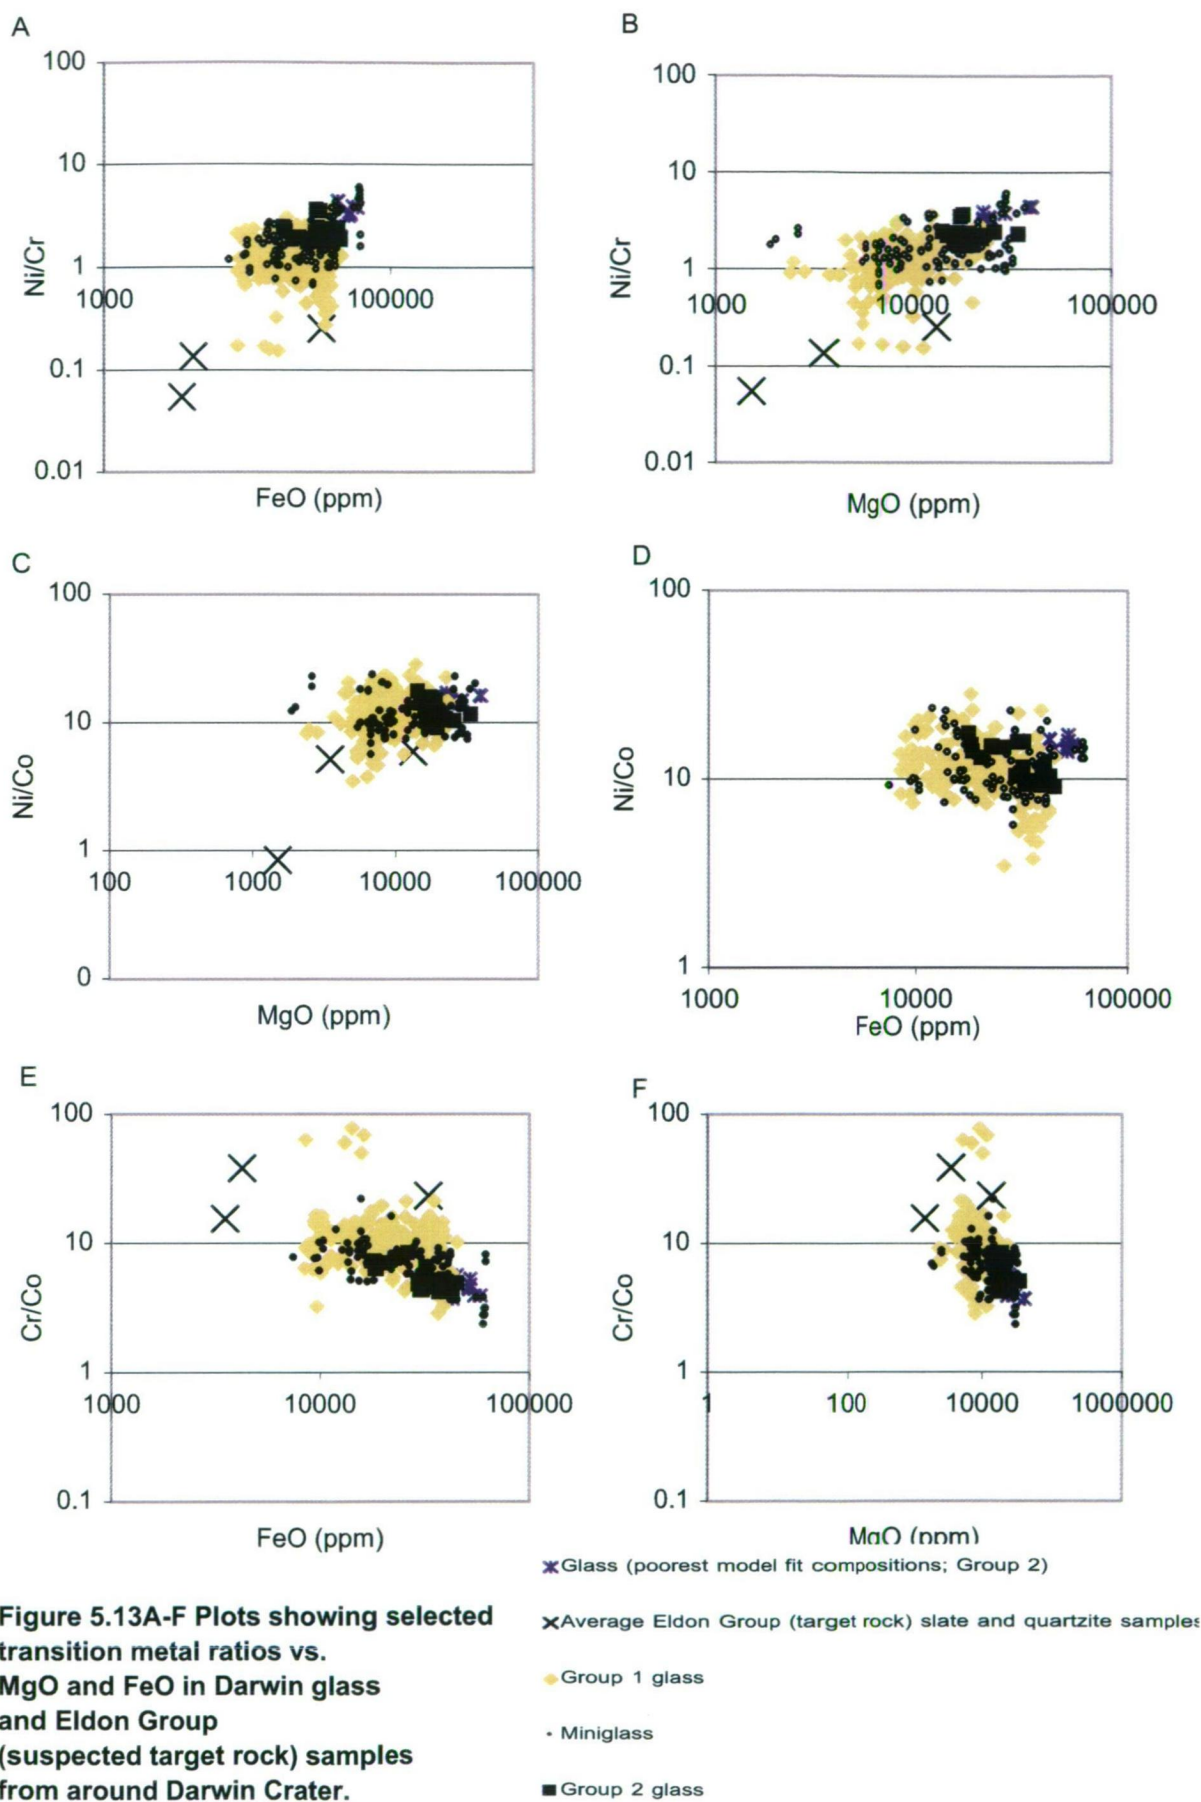 A
100
10
1
0.1
0.01
Ni/Cr
1000
100000
FeO (ppm)
B
100
10
1
0.1
0.01
Ni/Cr
1000
10000
100000
MgO (ppm)
C
100
10
1
0
Ni/Co
100
1000
10000
100000
MgO (ppm)
D
100
10
1
Ni/Co
1000
10000
100000
FeO (ppm)
E
100
10
1
0.1
Cr/Co
1000
10000
100000
FeO (ppm)
F
100
10
1
0.1
Cr/Co
1
100
10000
1000000
MgO (ppm)
Glass (poorest model fit compositions; Group 2)
Average Eldon Group (target rock) slate and quartzite samples
Group 1 glass
Miniglass
Group 2 glass
Figure 5.13A-F Plots showing selected
transition metal ratios vs.
MgO and FeO in Darwin glass
and Eldon Group
(suspected target rock) samples
from around Darwin Crater.